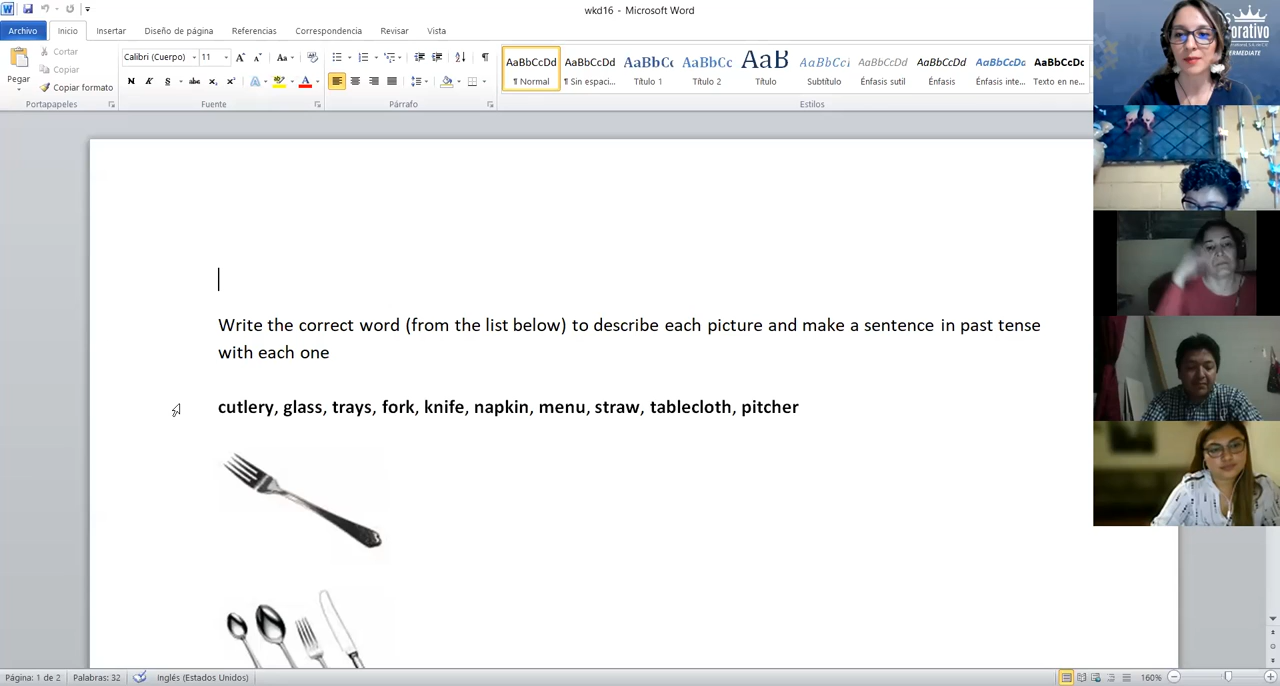 wkd16 - Microsoft Word
Archivo Inicio Insertar Diseño de página Referencias Correspondencia Revisar Vista
Pegar
Cortar
Copiar
Copiar formato
Portapapeles
Calibri (Cuerpo) 11
Fuente
Párrafo
AaBbCcDd AaBbCcDd AaBbCc AaBbCc AaB AaBbCcl AaBbCcDd AaBbCcDd AaBbCcDd AaBbCcDc
¶ Normal ¶ Sin espaci... Título 1 Título 2 Título Subtítulo Énfasis sutil Énfasis Énfasis inte... Texto en ne...
Estilos
Write the correct word (from the list below) to describe each picture and make a sentence in past tense
with each one
cutlery, glass, trays, fork, knife, napkin, menu, straw, tablecloth, pitcher
Página: 1 de 2 Palabras: 32 Inglés (Estados Unidos) 160%